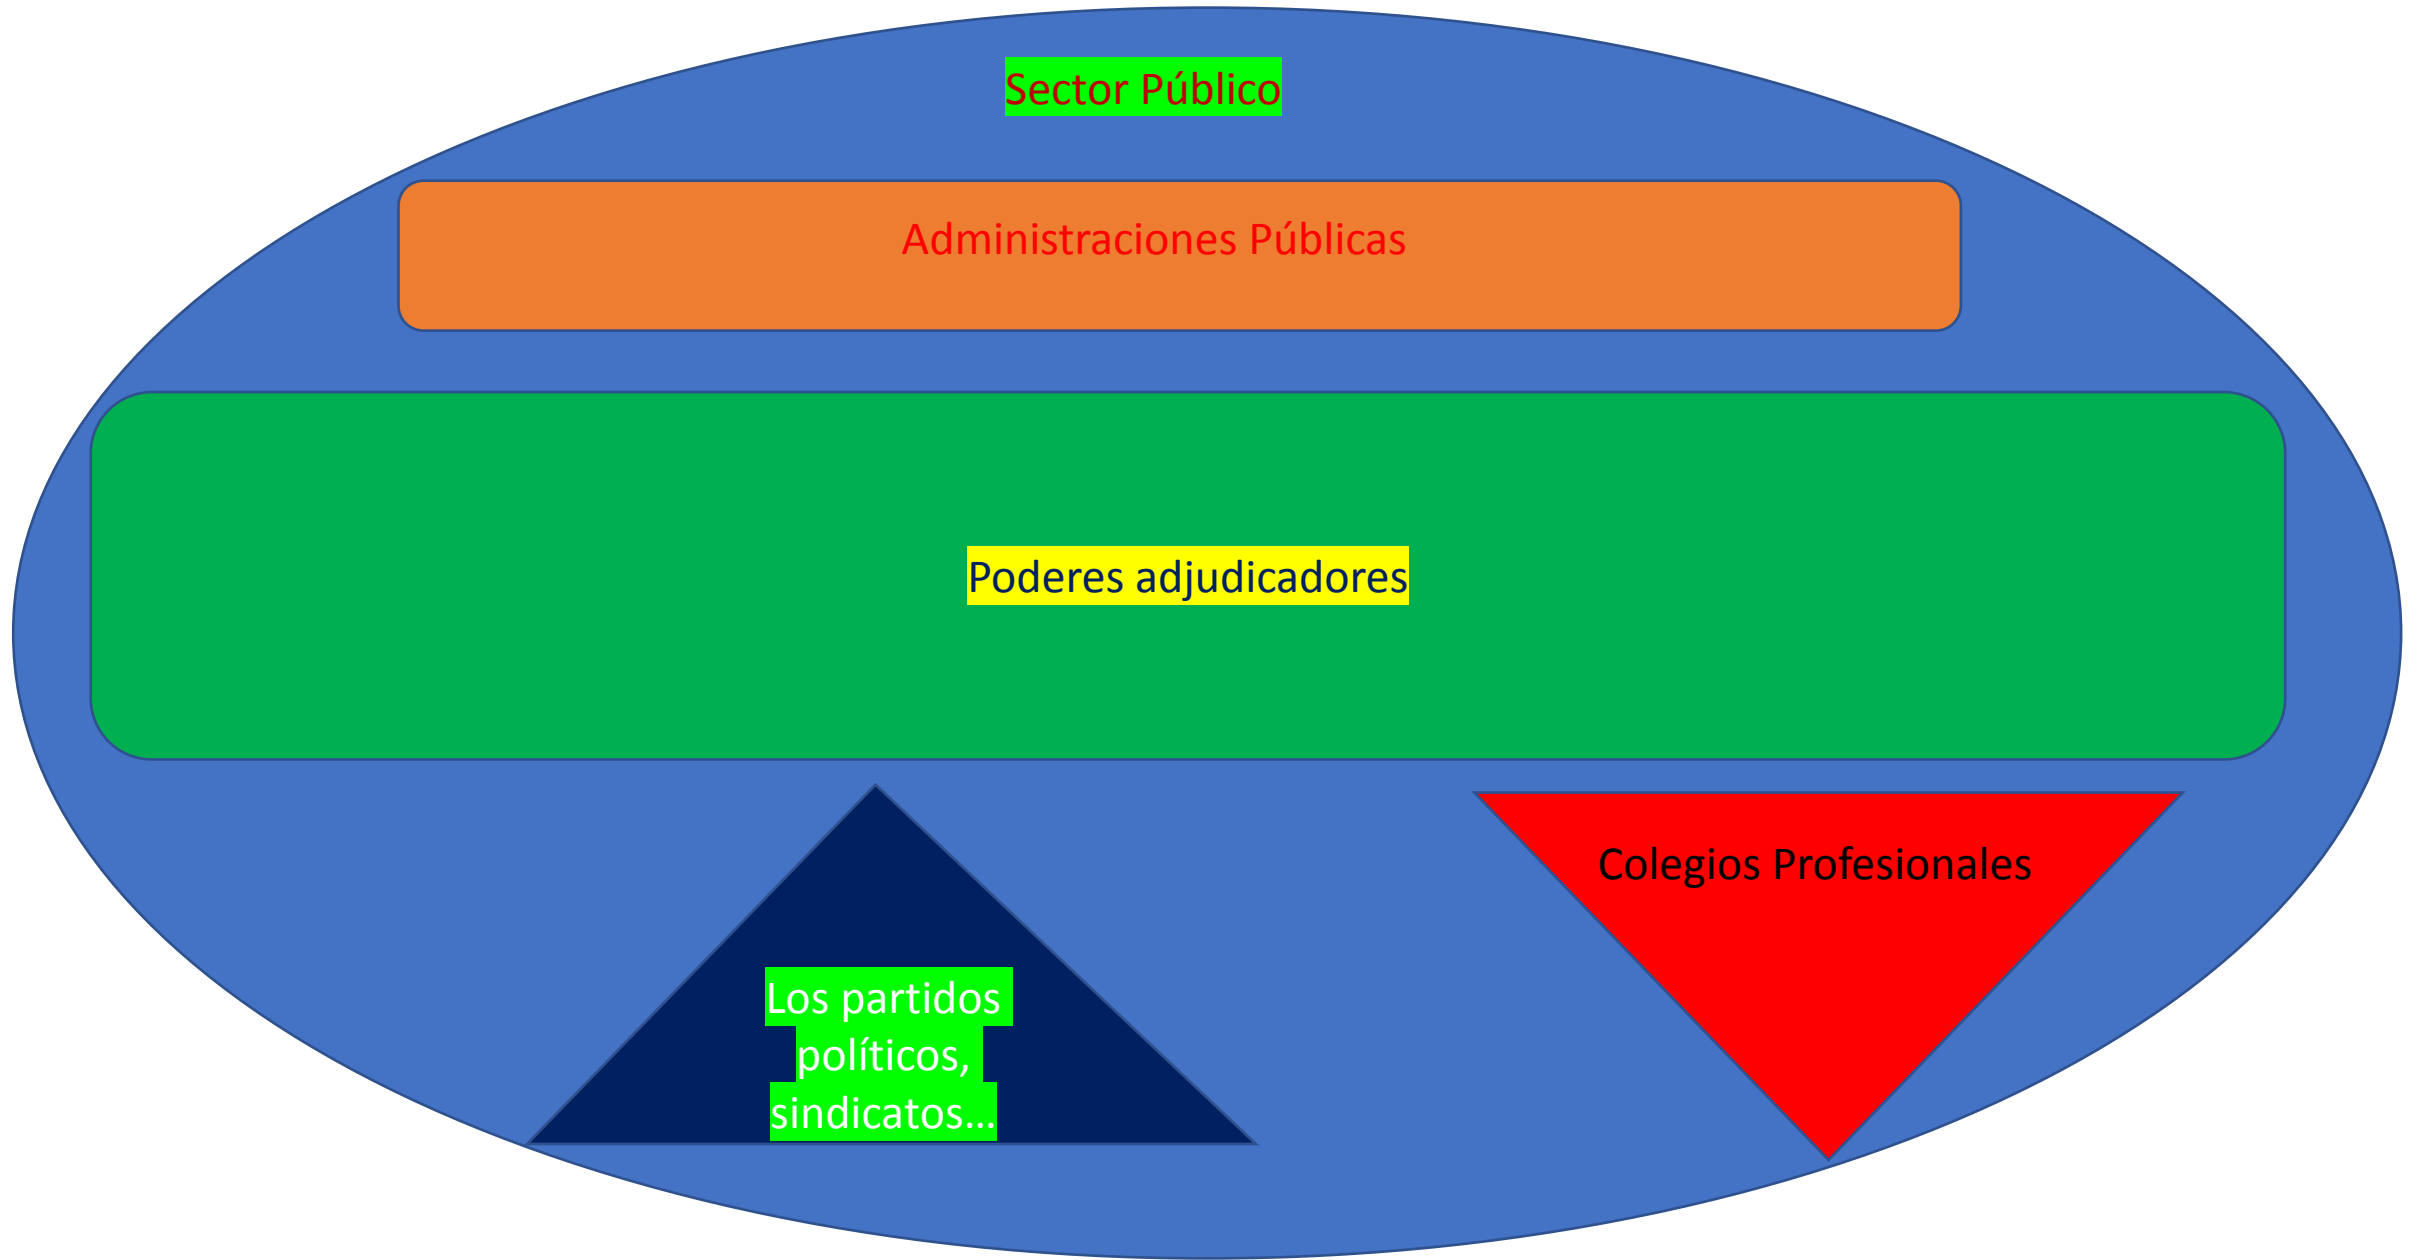 Sector Público
Administraciones Públicas
Poderes adjudicadores
Colegios Profesionales
Los partidos
políticos,
sindicatos…